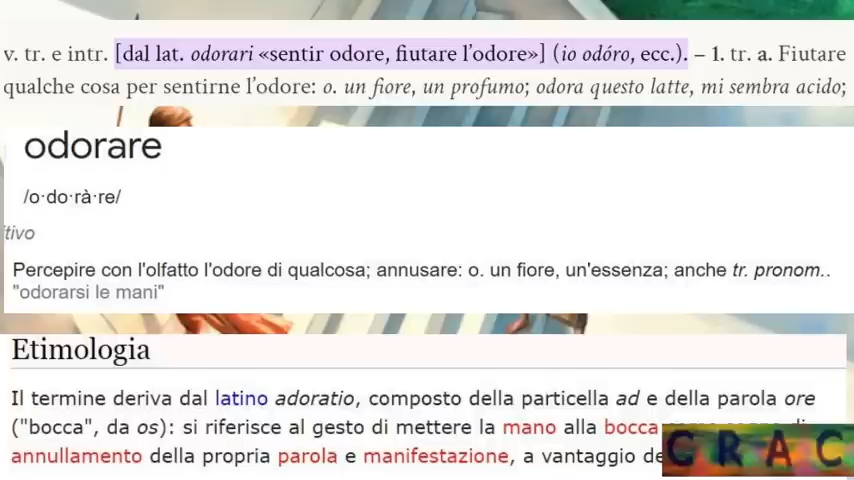 v. tr. e intr. [dal lat. odorari «sentir odore, fiutare l'odore»] (io odóro, ecc.). – 1. tr. a. Fiutare
qualche cosa per sentirne l'odore: o. un fiore, un profumo; odora questo latte, mi sembra acido;
odorare
/o·do·rà·re/
itivo
Percepire con l'olfatto l'odore di qualcosa; annusare: o. un fiore, un'essenza; anche tr. pronom..
"odorarsi le mani"
Etimologia
Il termine deriva dal latino adoratio, composto della particella ad e della parola ore
("bocca", da os): si riferisce al gesto di mettere la mano alla bocca
annullamento della propria parola e manifestazione, a vantaggio de
GRAC